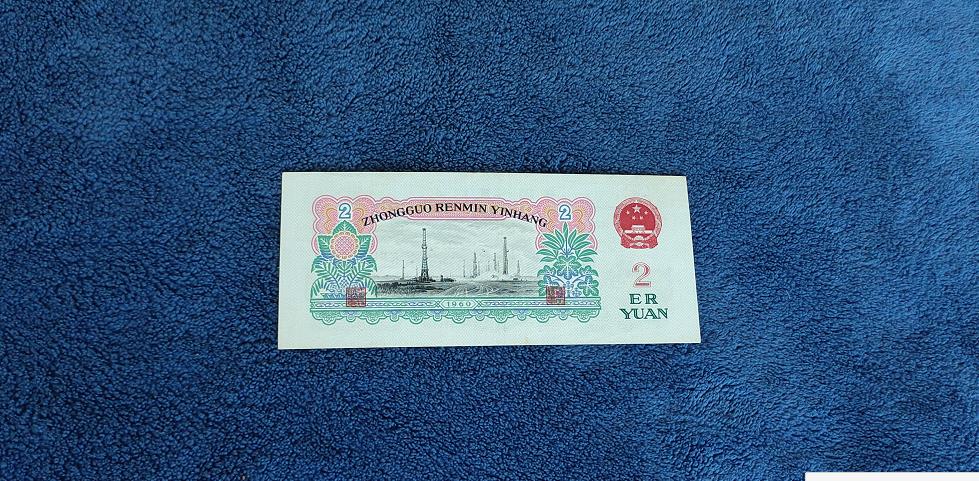 2 ZHONGGUO RENMIN YINHANG 2
2
ER
YUAN
1960